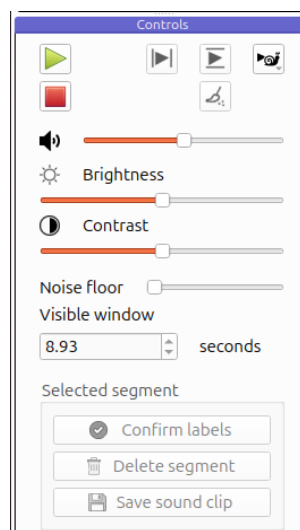 Controls
Brightness
Contrast
Noise floor
Visible window
8.93 seconds
Selected segment
Confirm labels
Delete segment
Save sound clip